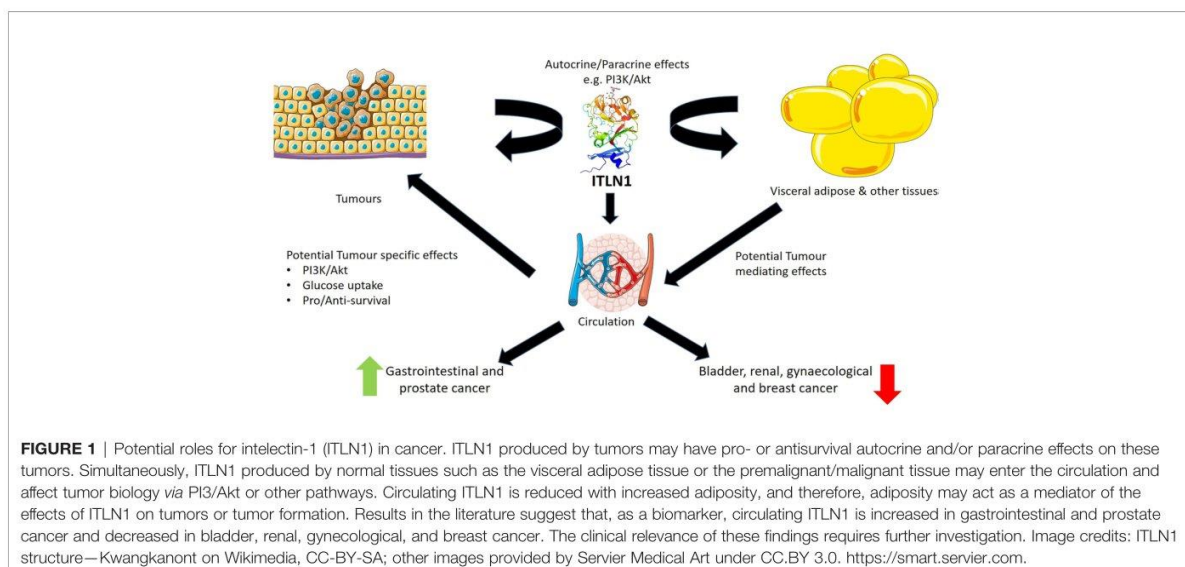 Autocrine/Paracrine effects
e.g. PI3K/Akt
ITLN1
Tumours
Visceral adipose & other tissues
Potential Tumour specific effects
• PI3K/Akt
• Glucose uptake
• Pro/Anti-survival
Potential Tumour
mediating effects
Circulation
Gastrointestinal and
prostate cancer
Bladder, renal, gynaecological
and breast cancer
FIGURE 1 | Potential roles for intelectin-1 (ITLN1) in cancer. ITLN1 produced by tumors may have pro- or antisurvival autocrine and/or paracrine effects on these
tumors. Simultaneously, ITLN1 produced by normal tissues such as the visceral adipose tissue or the premalignant/malignant tissue may enter the circulation and
affect tumor biology via PI3/Akt or other pathways. Circulating ITLN1 is reduced with increased adiposity, and therefore, adiposity may act as a mediator of the
effects of ITLN1 on tumors or tumor formation. Results in the literature suggest that, as a biomarker, circulating ITLN1 is increased in gastrointestinal and prostate
cancer and decreased in bladder, renal, gynecological, and breast cancer. The clinical relevance of these findings requires further investigation. Image credits: ITLN1
structure—Kwangkanont on Wikimedia, CC-BY-SA; other images provided by Servier Medical Art under CC.BY 3.0. https://smart.servier.com.